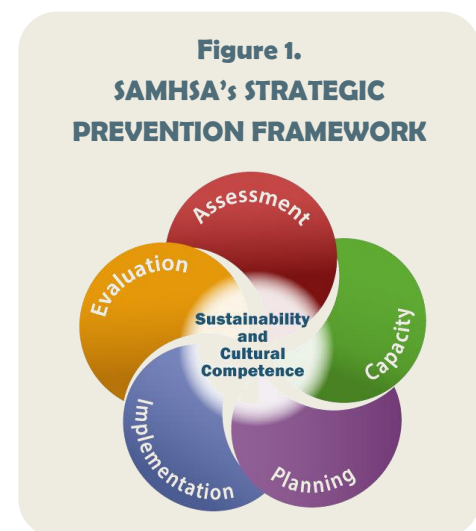 Figure 1.
SAMHSA's STRATEGIC
PREVENTION FRAMEWORK
Assessment
Capacity
Planning
Implementation
Evaluation
Sustainability
and
Cultural
Competence